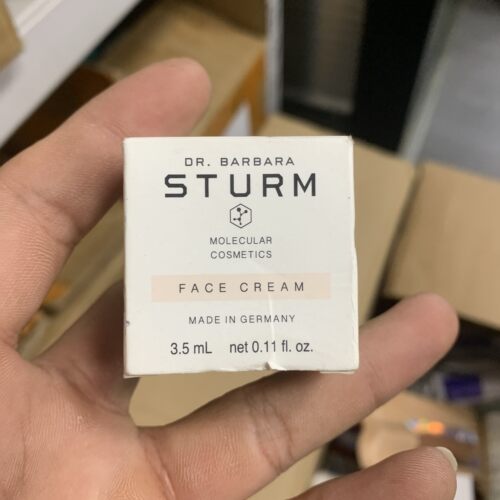 DR. BARBARA
STURM
MOLECULAR
COSMETICS
FACE CREAM
MADE IN GERMANY
3.5 mL net 0.11 fl. oz.